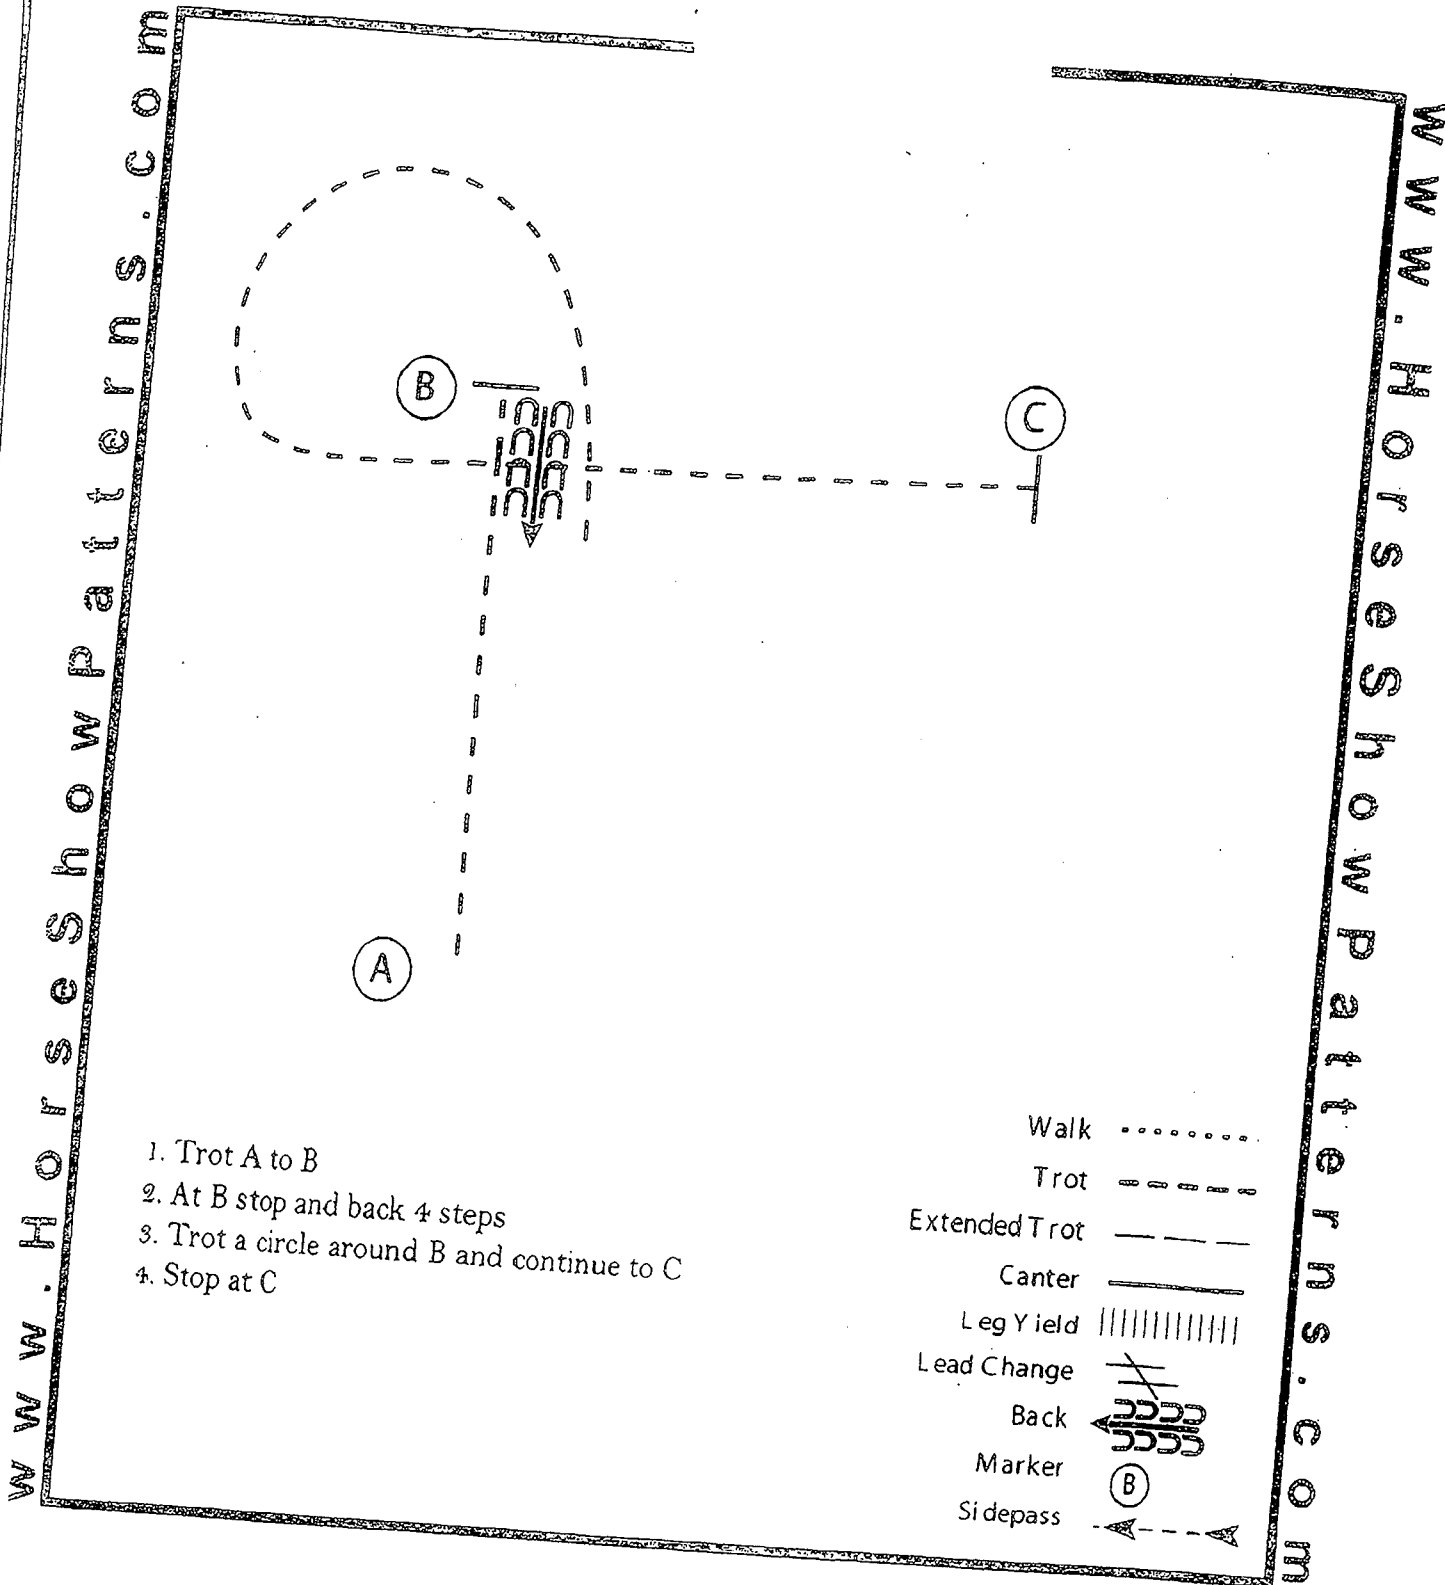 www.HorseShowPatterns.com
www.HorseShowPatterns.com
B
C
A
1. Trot A to B
2. At B stop and back 4 steps
3. Trot a circle around B and continue to C
4. Stop at C
Walk
Trot
Extended Trot
Canter
Leg Yield
Lead Change
Back
Marker B
Sidepass